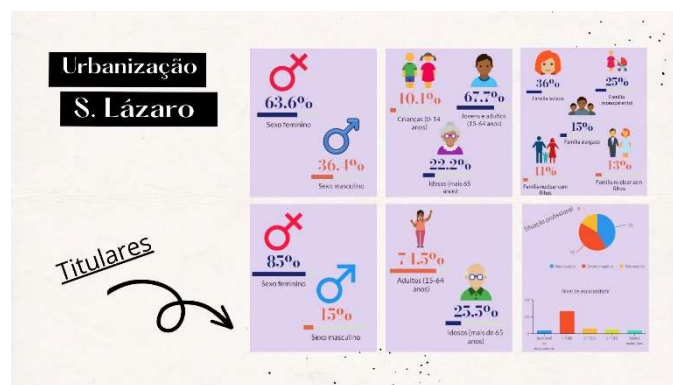 Urbanização
S. Lázaro
63.6%
Sexo feminino
36.4%
Sexo masculino
10.1%
Crianças (0-14
anos)
67.7%
Jovens e adultos
(15-64 anos)
22.2%
Idosos (mais 65
anos)
36%
25%
Família
monoparental
15%
Família alargada
11%
Família nuclear com
filhos
13%
Família nuclear sem
filhos
Titulares
85%
Sexo feminino
15%
Sexo masculino
74.5%
Adultos (15-64
anos)
25.5%
Idosos (mais de 65
anos)
Situação profissional
Nível de escolaridade